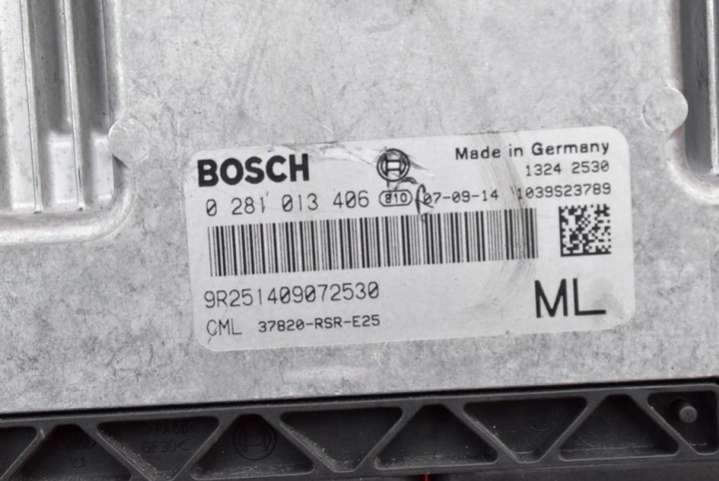 BOSCH
Made in Germany
1324 2530
0 281 013 406 810 07-09-14 1039S23789
9R251409072530
CML 37820-RSR-E25
ML